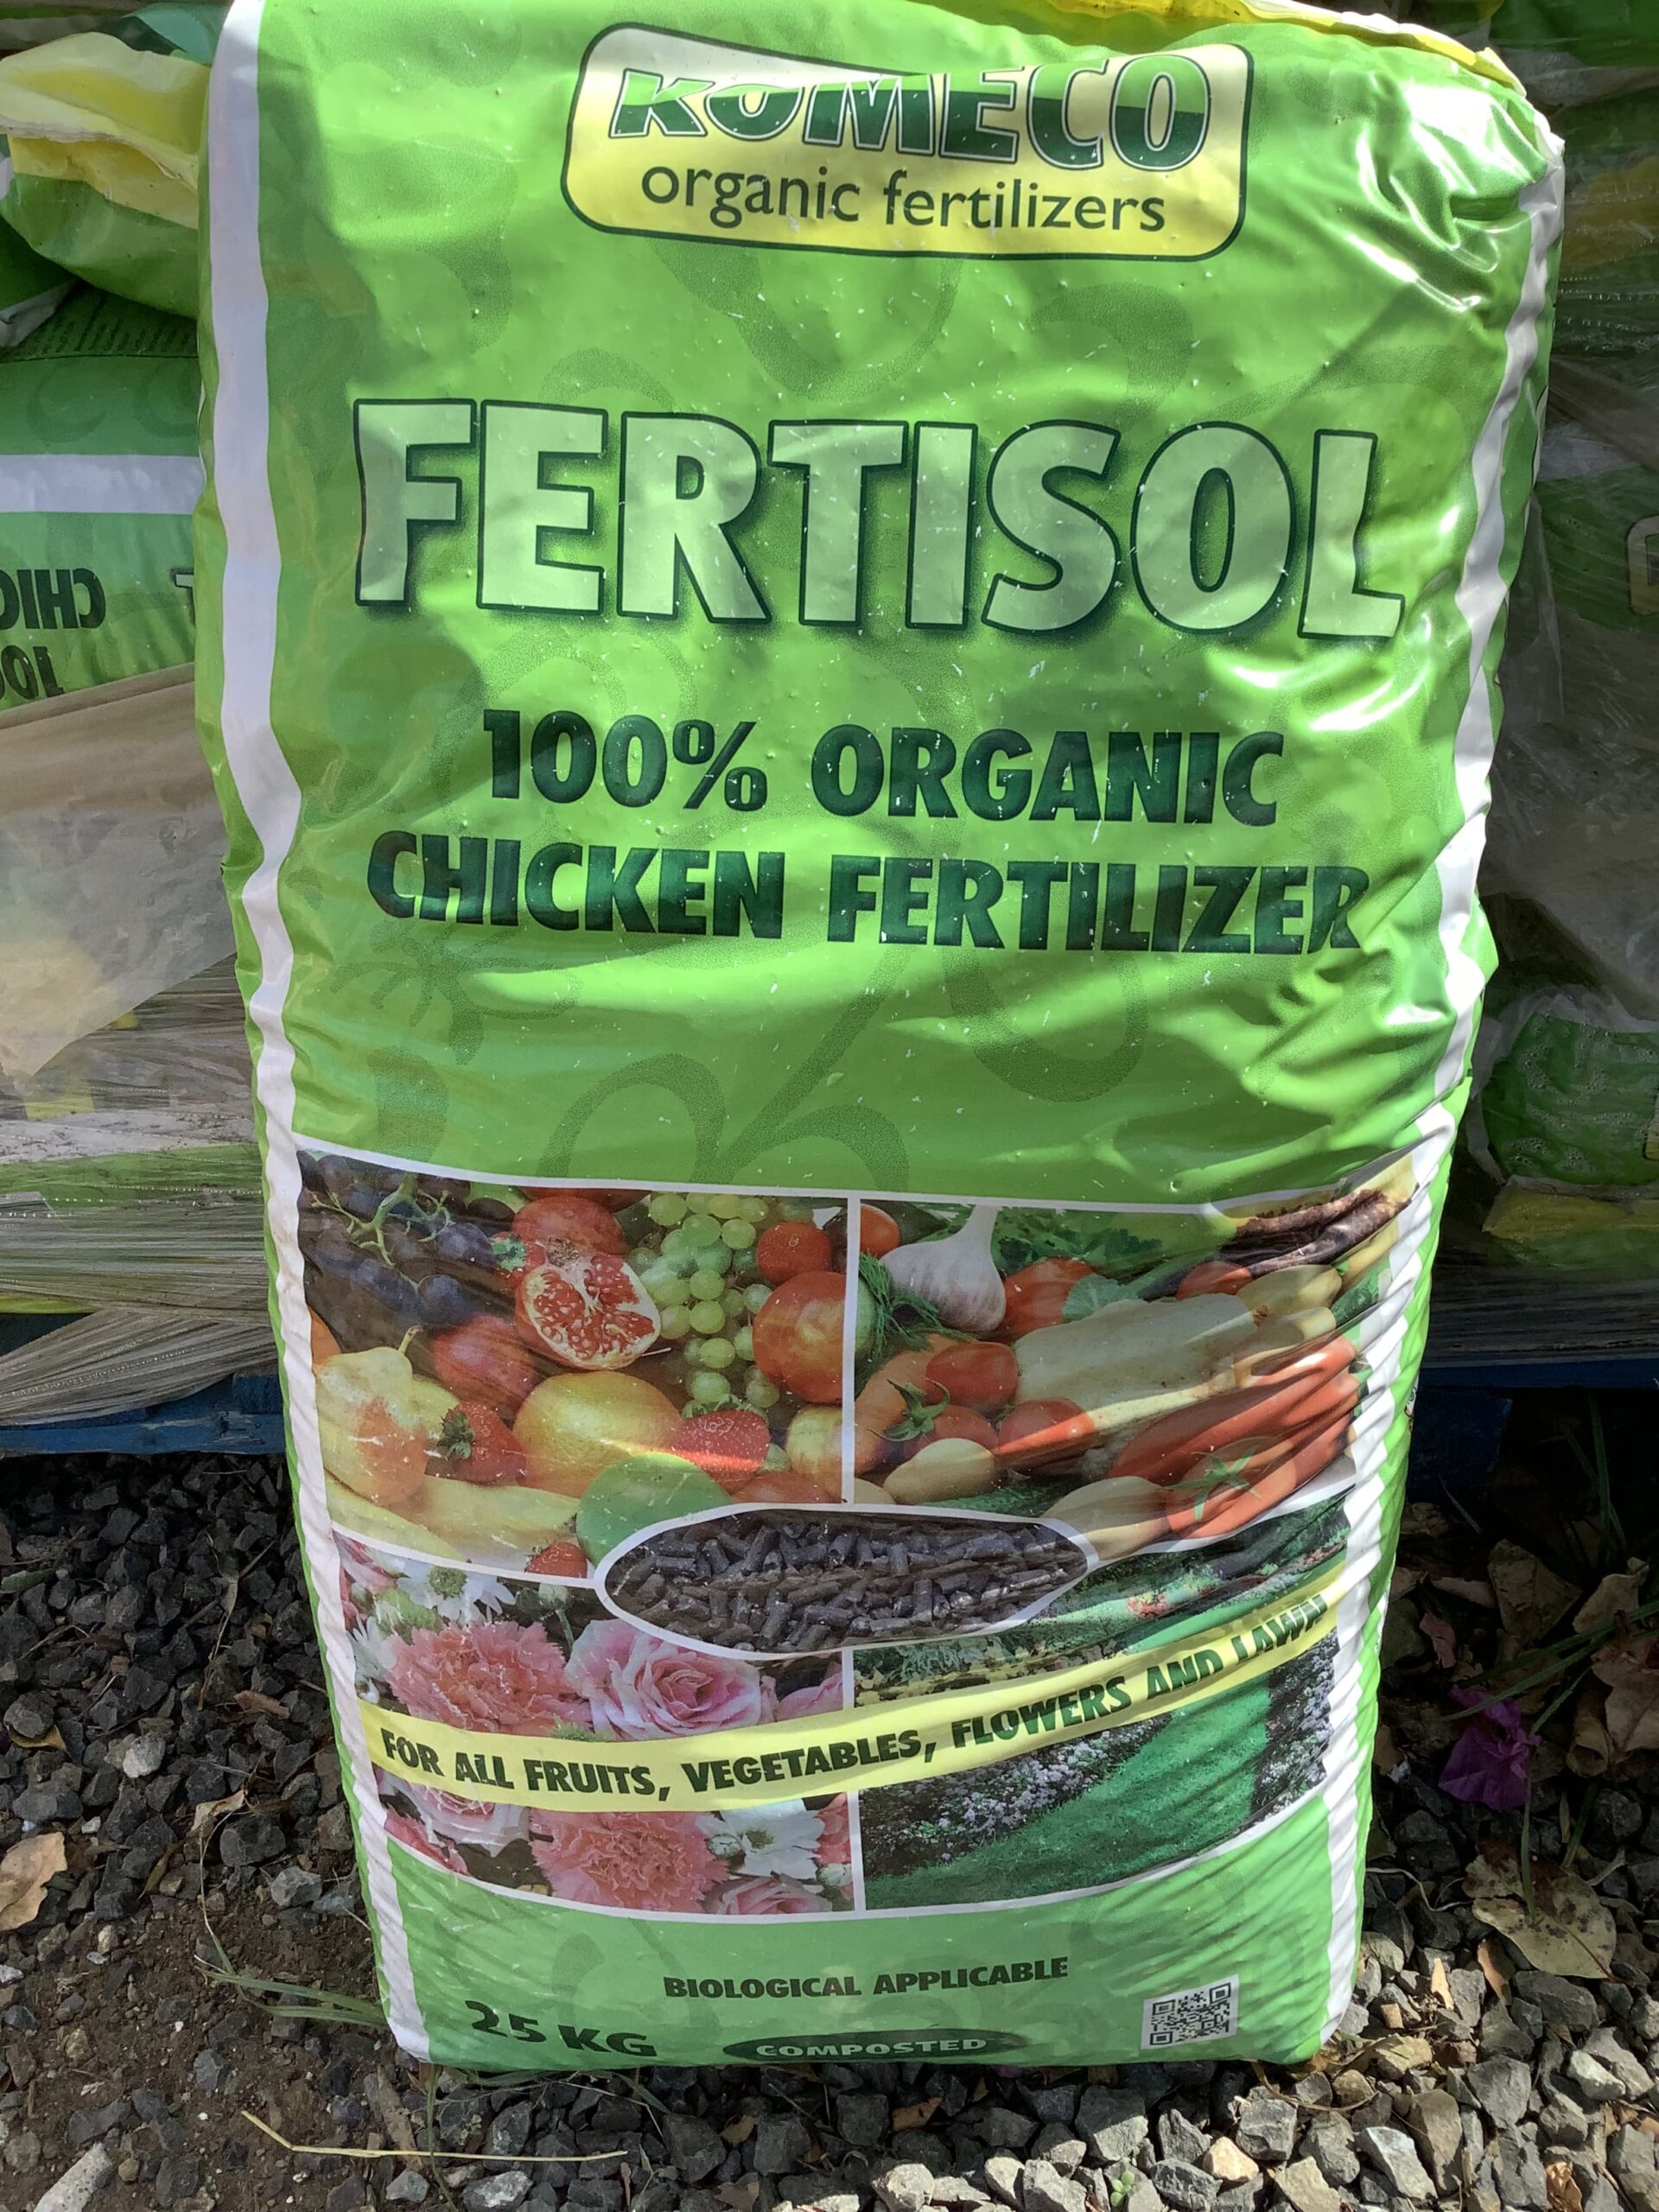 KOMECO
organic fertilizers
FERTISOL
100% ORGANIC
CHICKEN FERTILIZER
FOR ALL FRUITS, VEGETABLES, FLOWERS AND LAWN
BIOLOGICAL APPLICABLE
25 KG
COMPOSTED